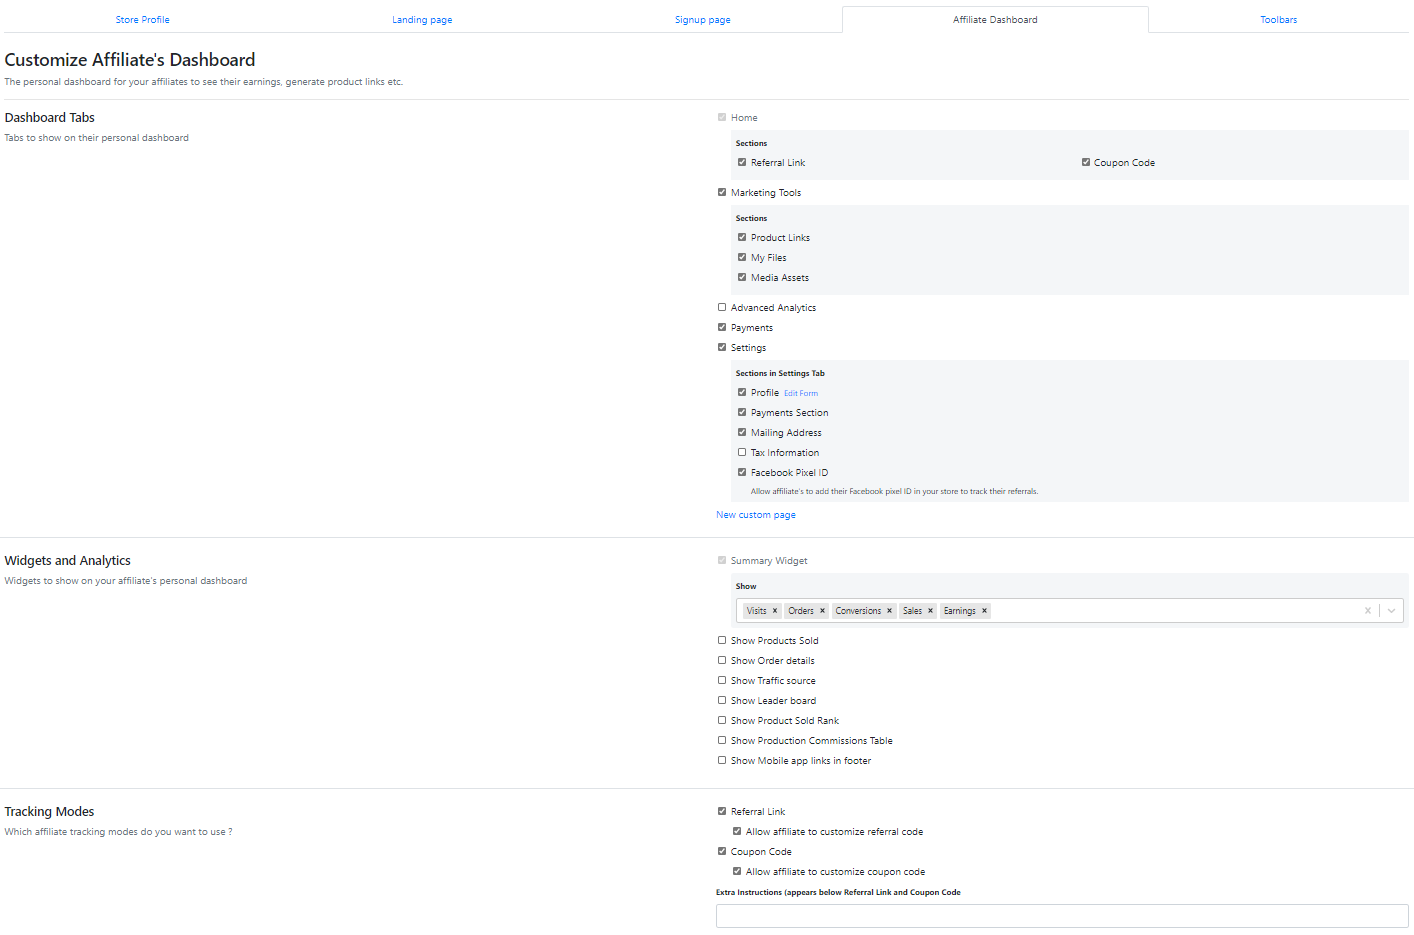 Store Profile
Landing page
Signup page
Affiliate Dashboard
Toolbars
Customize Affiliate's Dashboard
The personal dashboard for your affiliates to see their earnings, generate product links etc.
Dashboard Tabs
Tabs to show on their personal dashboard
Home
Sections
Referral Link
Coupon Code
Marketing Tools
Sections
Product Links
My Files
Media Assets
Advanced Analytics
Payments
Settings
Sections in Settings Tab
Profile Edit Form
Payments Section
Mailing Address
Tax Information
Facebook Pixel ID
Allow affiliate's to add their Facebook pixel ID in your store to track their referrals.
New custom page
Widgets and Analytics
Widgets to show on your affiliate's personal dashboard
Summary Widget
Show
Visits × Orders × Conversions × Sales × Earnings ×
Show Products Sold
Show Order details
Show Traffic source
Show Leader board
Show Product Sold Rank
Show Production Commissions Table
Show Mobile app links in footer
Tracking Modes
Which affiliate tracking modes do you want to use ?
Referral Link
Allow affiliate to customize referral code
Coupon Code
Allow affiliate to customize coupon code
Extra Instructions (appears below Referral Link and Coupon Code